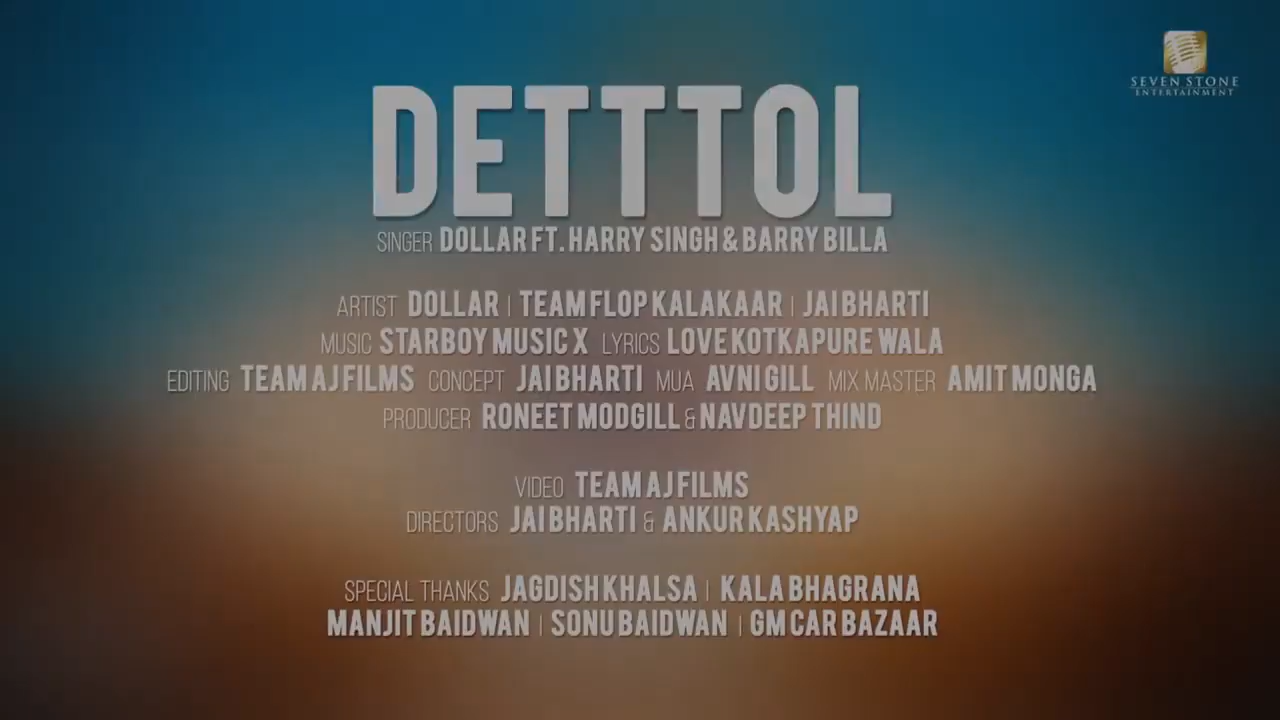 SEVEN STONE
ENTERTAINMENT
DETTTOL
SINGER DOLLAR FT. HARRY SINGH & BARRY BILLA
ARTIST DOLLAR | TEAM FLOP KALAKAAR | JAI BHARTI
MUSIC STARBOY MUSIC X LYRICS LOVE KOTKAPURE WALA
EDITING TEAM AJ FILMS CONCEPT JAI BHARTI MUA AVNI GILL MIX MASTER AMIT MONGA
PRODUCER RONEET MODGILL & NAVDEEP THIND
VIDEO TEAM AJ FILMS
DIRECTORS JAI BHARTI & ANKUR KASHYAP
SPECIAL THANKS JAGDISH KHALSA | KALA BHAGRANA
MANJIT BAIDWAN | SONU BAIDWAN | GM CAR BAZAAR